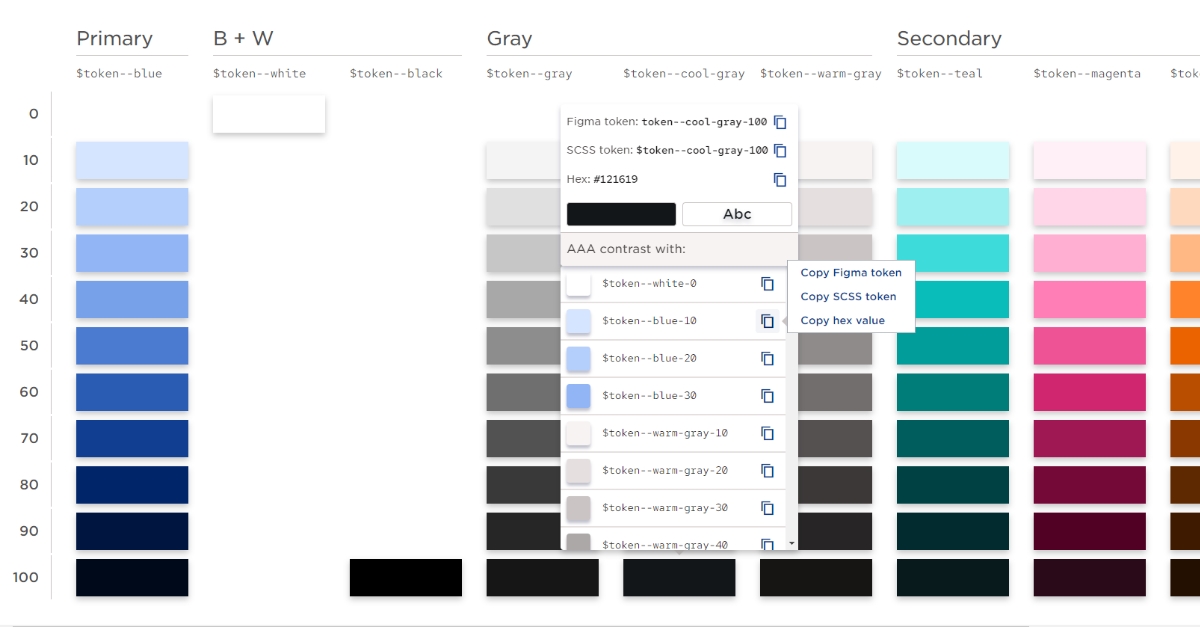 Primary
B + W
Gray
Secondary
$token--blue
$token--white
$token--black
$token--gray
$token--cool-gray
$token--warm-gray
$token--teal
$token--magenta
$tok
0
10
20
30
40
50
60
70
80
90
100
Figma token: token--cool-gray-100
SCSS token: $token--cool-gray-100
Hex: #121619
Abc
AAA contrast with:
$token--white-0
$token--blue-10
$token--blue-20
$token--blue-30
$token--warm-gray-10
$token--warm-gray-20
$token--warm-gray-30
$token--warm-gray-40
Copy Figma token
Copy SCSS token
Copy hex value